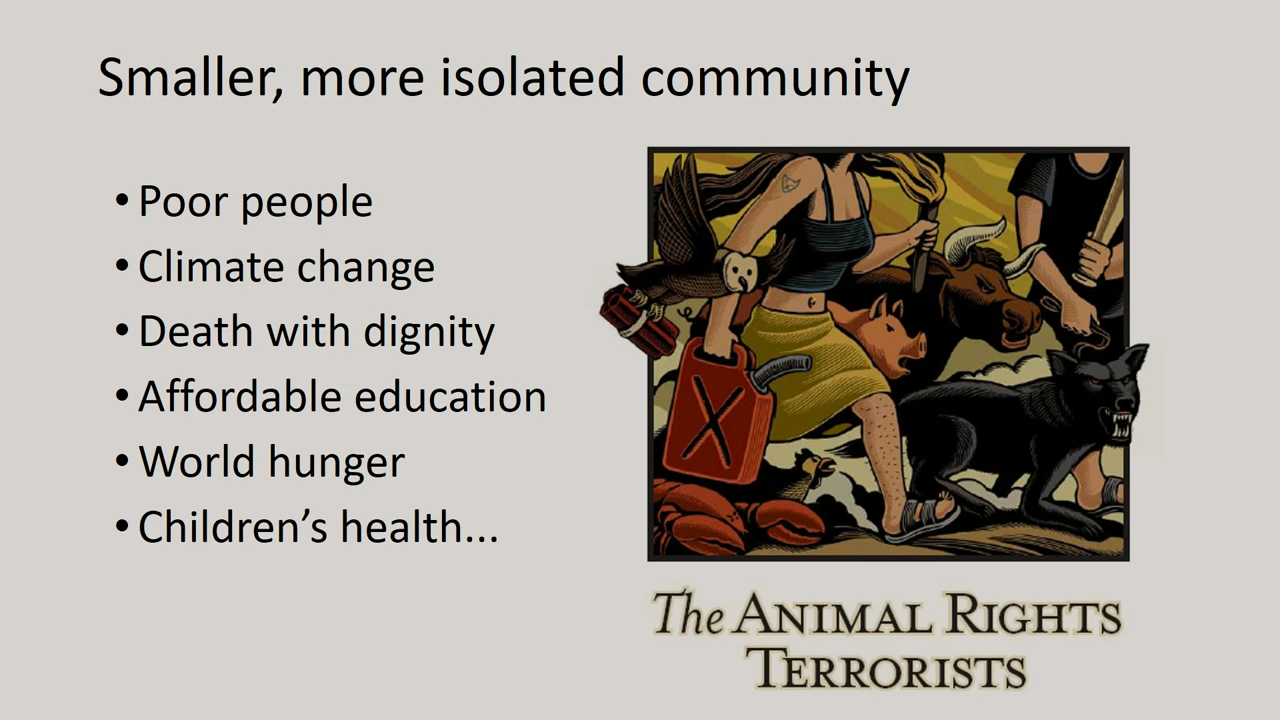 Smaller, more isolated community
• Poor people
• Climate change
• Death with dignity
• Affordable education
• World hunger
• Children’s health...
The ANIMAL RIGHTS
TERRORISTS